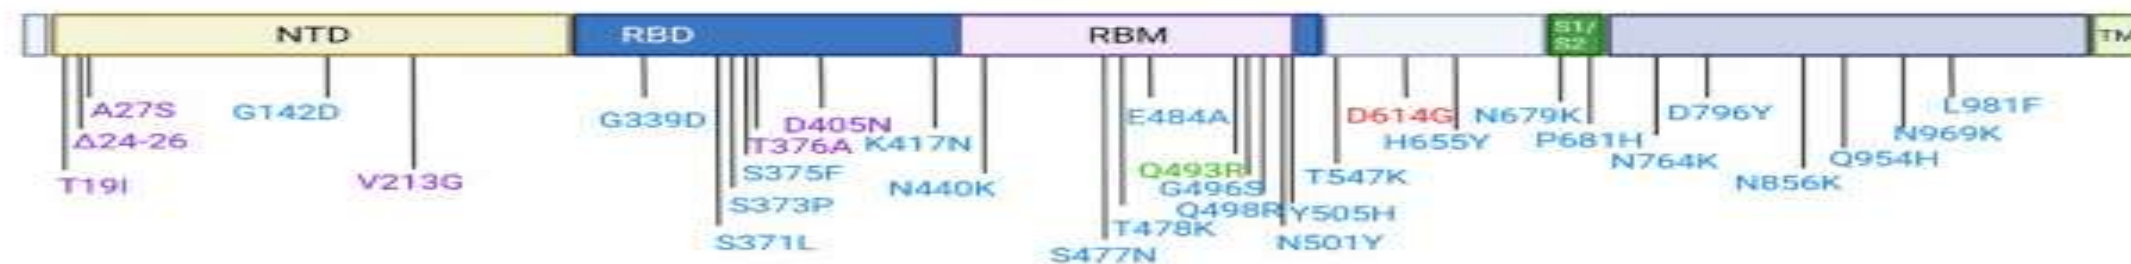 NTD RBD RBM S1/ TM
S2
A27S G142D G339D D405N E484A D614G N679K D796Y L981F
Δ24-26 T376A K417N H655Y P681H N969K
T19I V213G S375F N440K Q493R T547K N764K Q954H
S373P G496S N856K
S371L Q498R Y505H
T478K N501Y
S477N